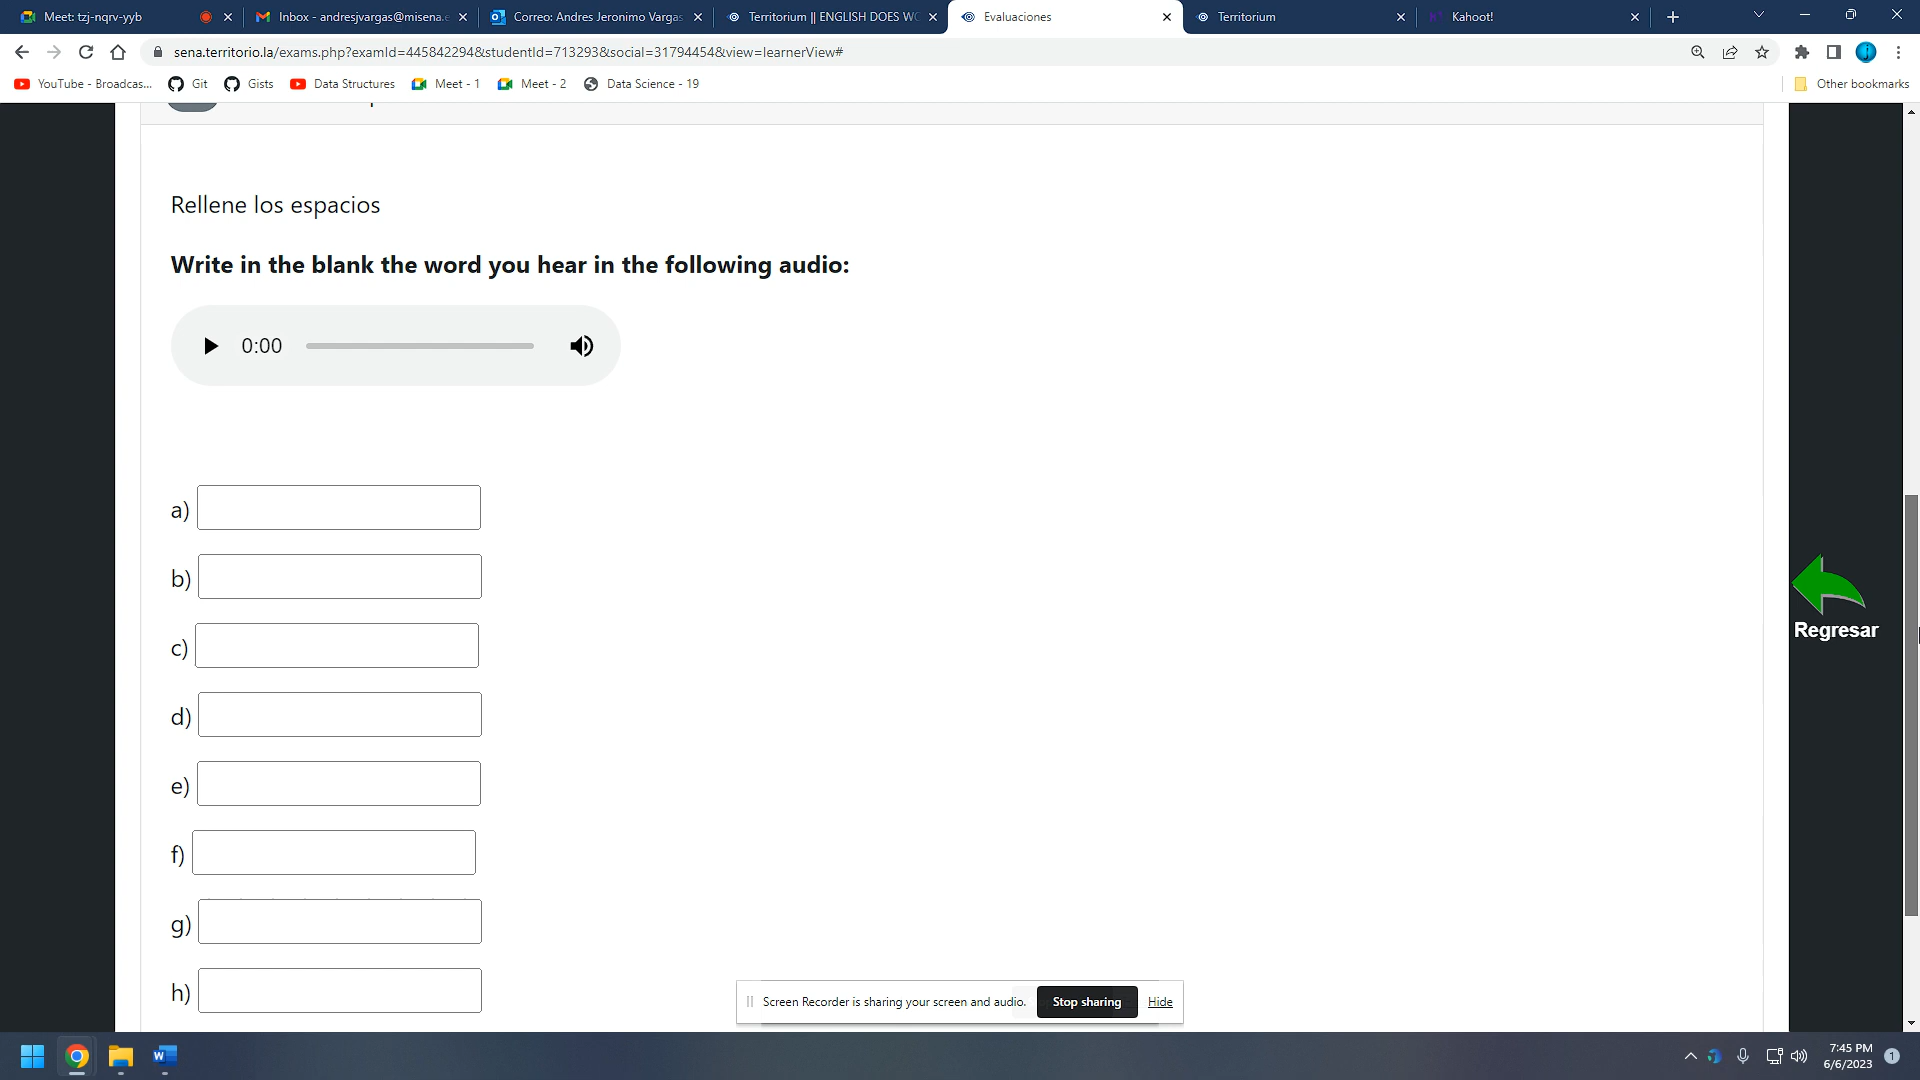 Meet: tzj-nqrv-yyb
Inbox - andresjvargas@misena.e
Correo: Andres Jeronimo Vargas
Territorium || ENGLISH DOES WO
Evaluaciones
Territorium
Kahoot!
sena.territorio.la/exams.php?examId=445842294&studentId=713293&social=31794454&view=learnerView#
YouTube - Broadcas...
Git
Gists
Data Structures
Meet - 1
Meet - 2
Data Science - 19
Other bookmarks
Rellene los espacios
Write in the blank the word you hear in the following audio:
0:00
a)
b)
c)
d)
e)
f)
g)
h)
Regresar
Screen Recorder is sharing your screen and audio.
Stop sharing
Hide
7:45 PM
6/6/2023
1